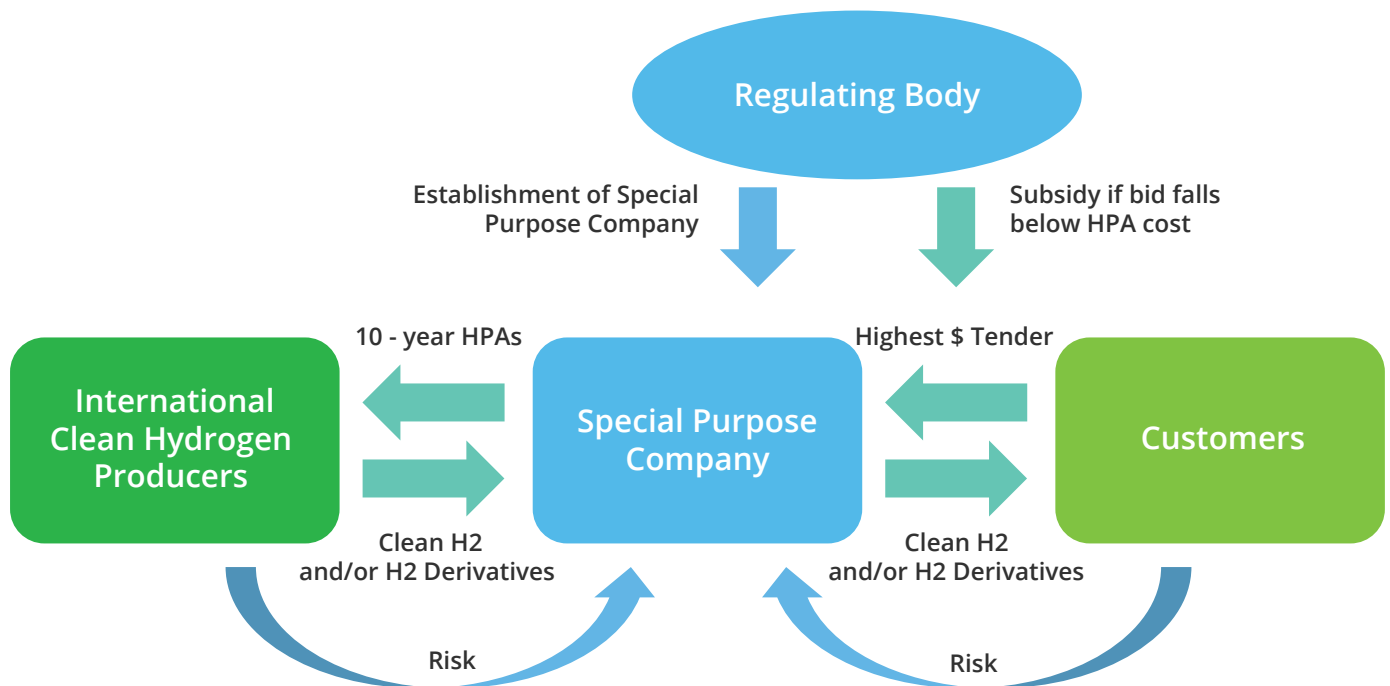 Regulating Body
Establishment of Special
Purpose Company
Subsidy if bid falls
below HPA cost
10 - year HPAs
Highest $ Tender
International
Clean Hydrogen
Producers
Special Purpose
Company
Customers
Clean H2
and/or H2 Derivatives
Clean H2
and/or H2 Derivatives
Risk
Risk